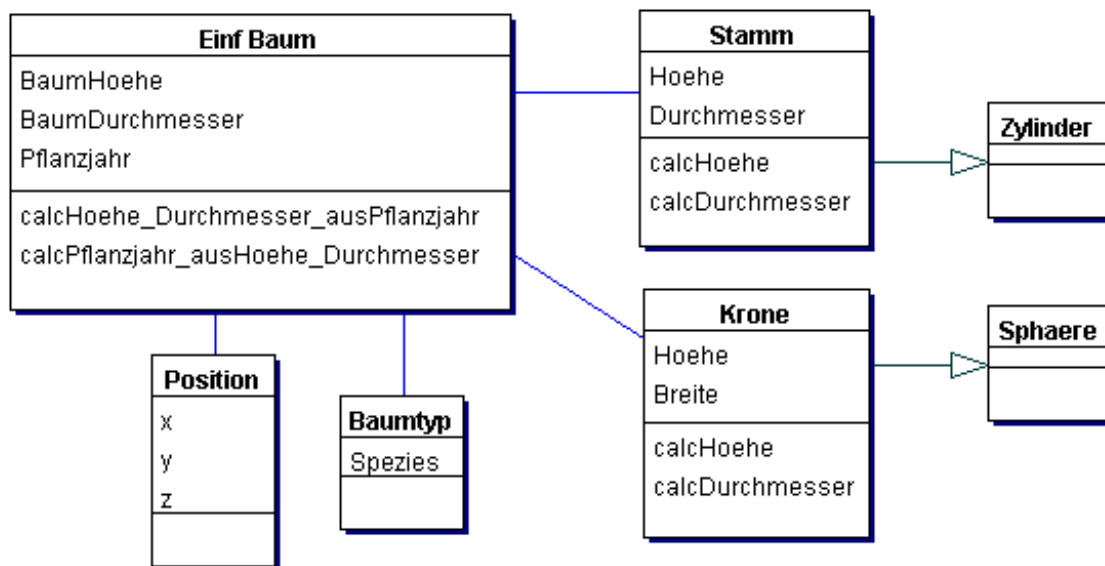 Einf Baum
BaumHoehe
BaumDurchmesser
Pflanzjahr
calcHoehe_Durchmesser_ausPflanzjahr
calcPflanzjahr_ausHoehe_Durchmesser
Stamm
Hoehe
Durchmesser
calcHoehe
calcDurchmesser
Zylinder
Krone
Hoehe
Breite
calcHoehe
calcDurchmesser
Sphaere
Position
x
y
z
Baumtyp
Spezies